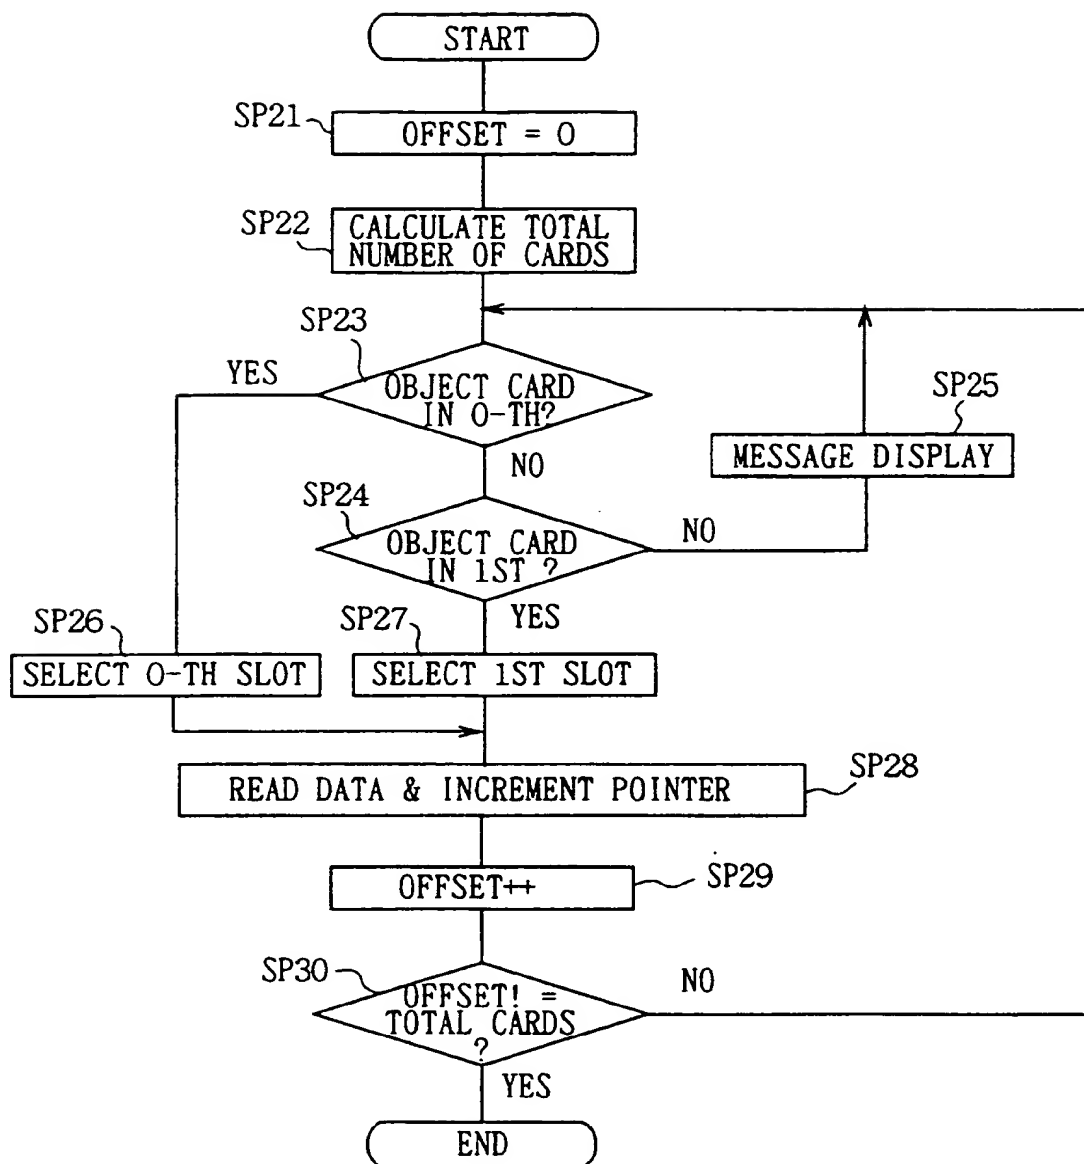 START
SP21
OFFSET = 0
SP22
CALCULATE TOTAL
NUMBER OF CARDS
SP23
YES
OBJECT CARD
IN 0-TH?
SP25
NO
MESSAGE DISPLAY
SP24
OBJECT CARD
IN 1ST ?
NO
YES
SP26
SP27
SELECT 0-TH SLOT
SELECT 1ST SLOT
SP28
READ DATA & INCREMENT POINTER
OFFSET++
SP29
SP30
NO
OFFSET! =
TOTAL CARDS
?
YES
END